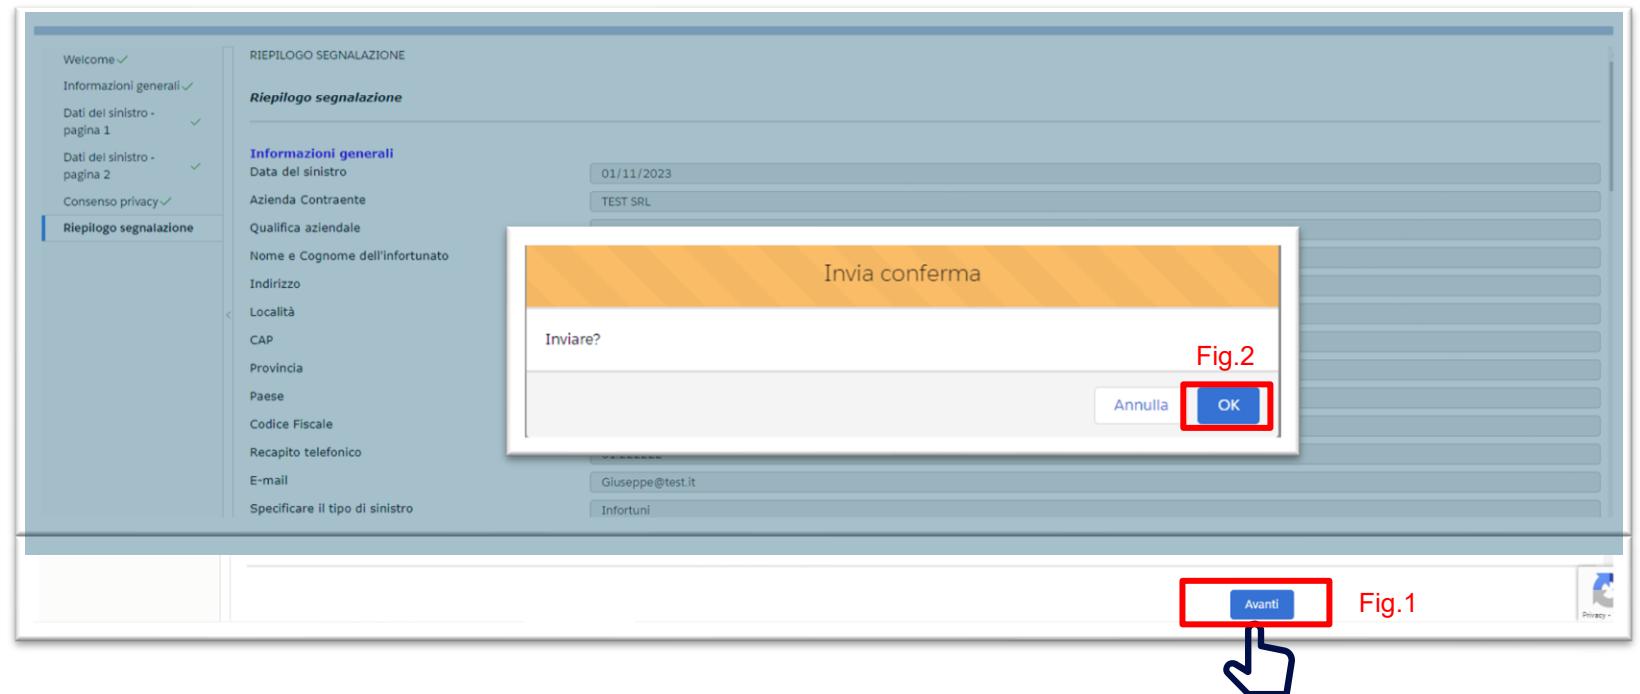 Welcome
Informazioni generali
Dati del sinistro -
pagina 1
Dati del sinistro -
pagina 2
Consenso privacy
Riepilogo segnalazione
RIEPILOGO SEGNALAZIONE
Riepilogo segnalazione
Informazioni generali
Data del sinistro 01/11/2023
Azienda Contraente TEST SRL
Qualifica aziendale
Nome e Cognome dell'infortunato
Indirizzo
Località
CAP
Provincia
Paese
Codice Fiscale
Recapito telefonico
E-mail Giuseppe@test.it
Specificare il tipo di sinistro Infortuni
Invia conferma
Inviare?
Fig.2
Annulla OK
Avanti
Fig.1
Privacy -